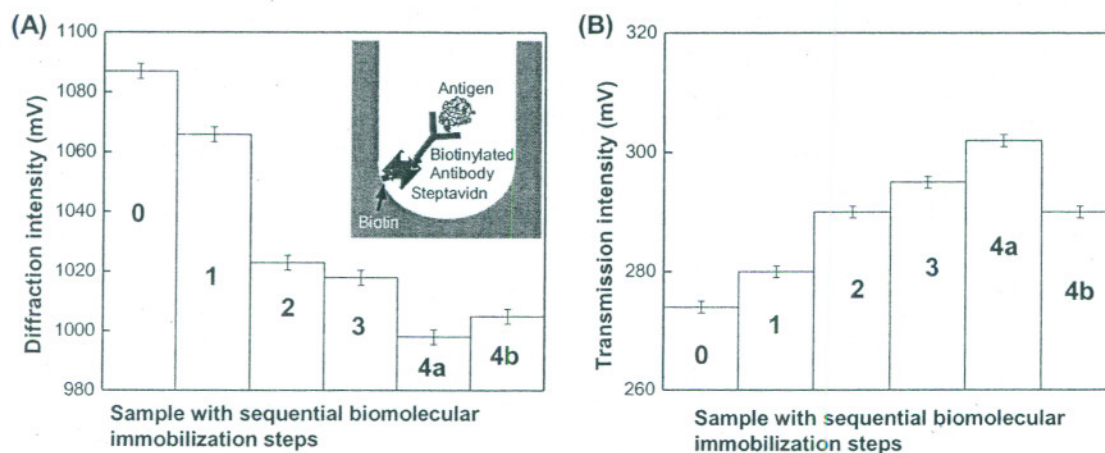 (A)
Diffraction intensity (mV)
1100
1080
1060
1040
1020
1000
980
0
1
2
3
4a
4b
Antigen
Biotinylated
Antibody
Steptavidn
Biotin
Sample with sequential biomolecular
immobilization steps
(B)
Transmission intensity (mV)
320
300
280
260
0
1
2
3
4a
4b
Sample with sequential biomolecular
immobilization steps